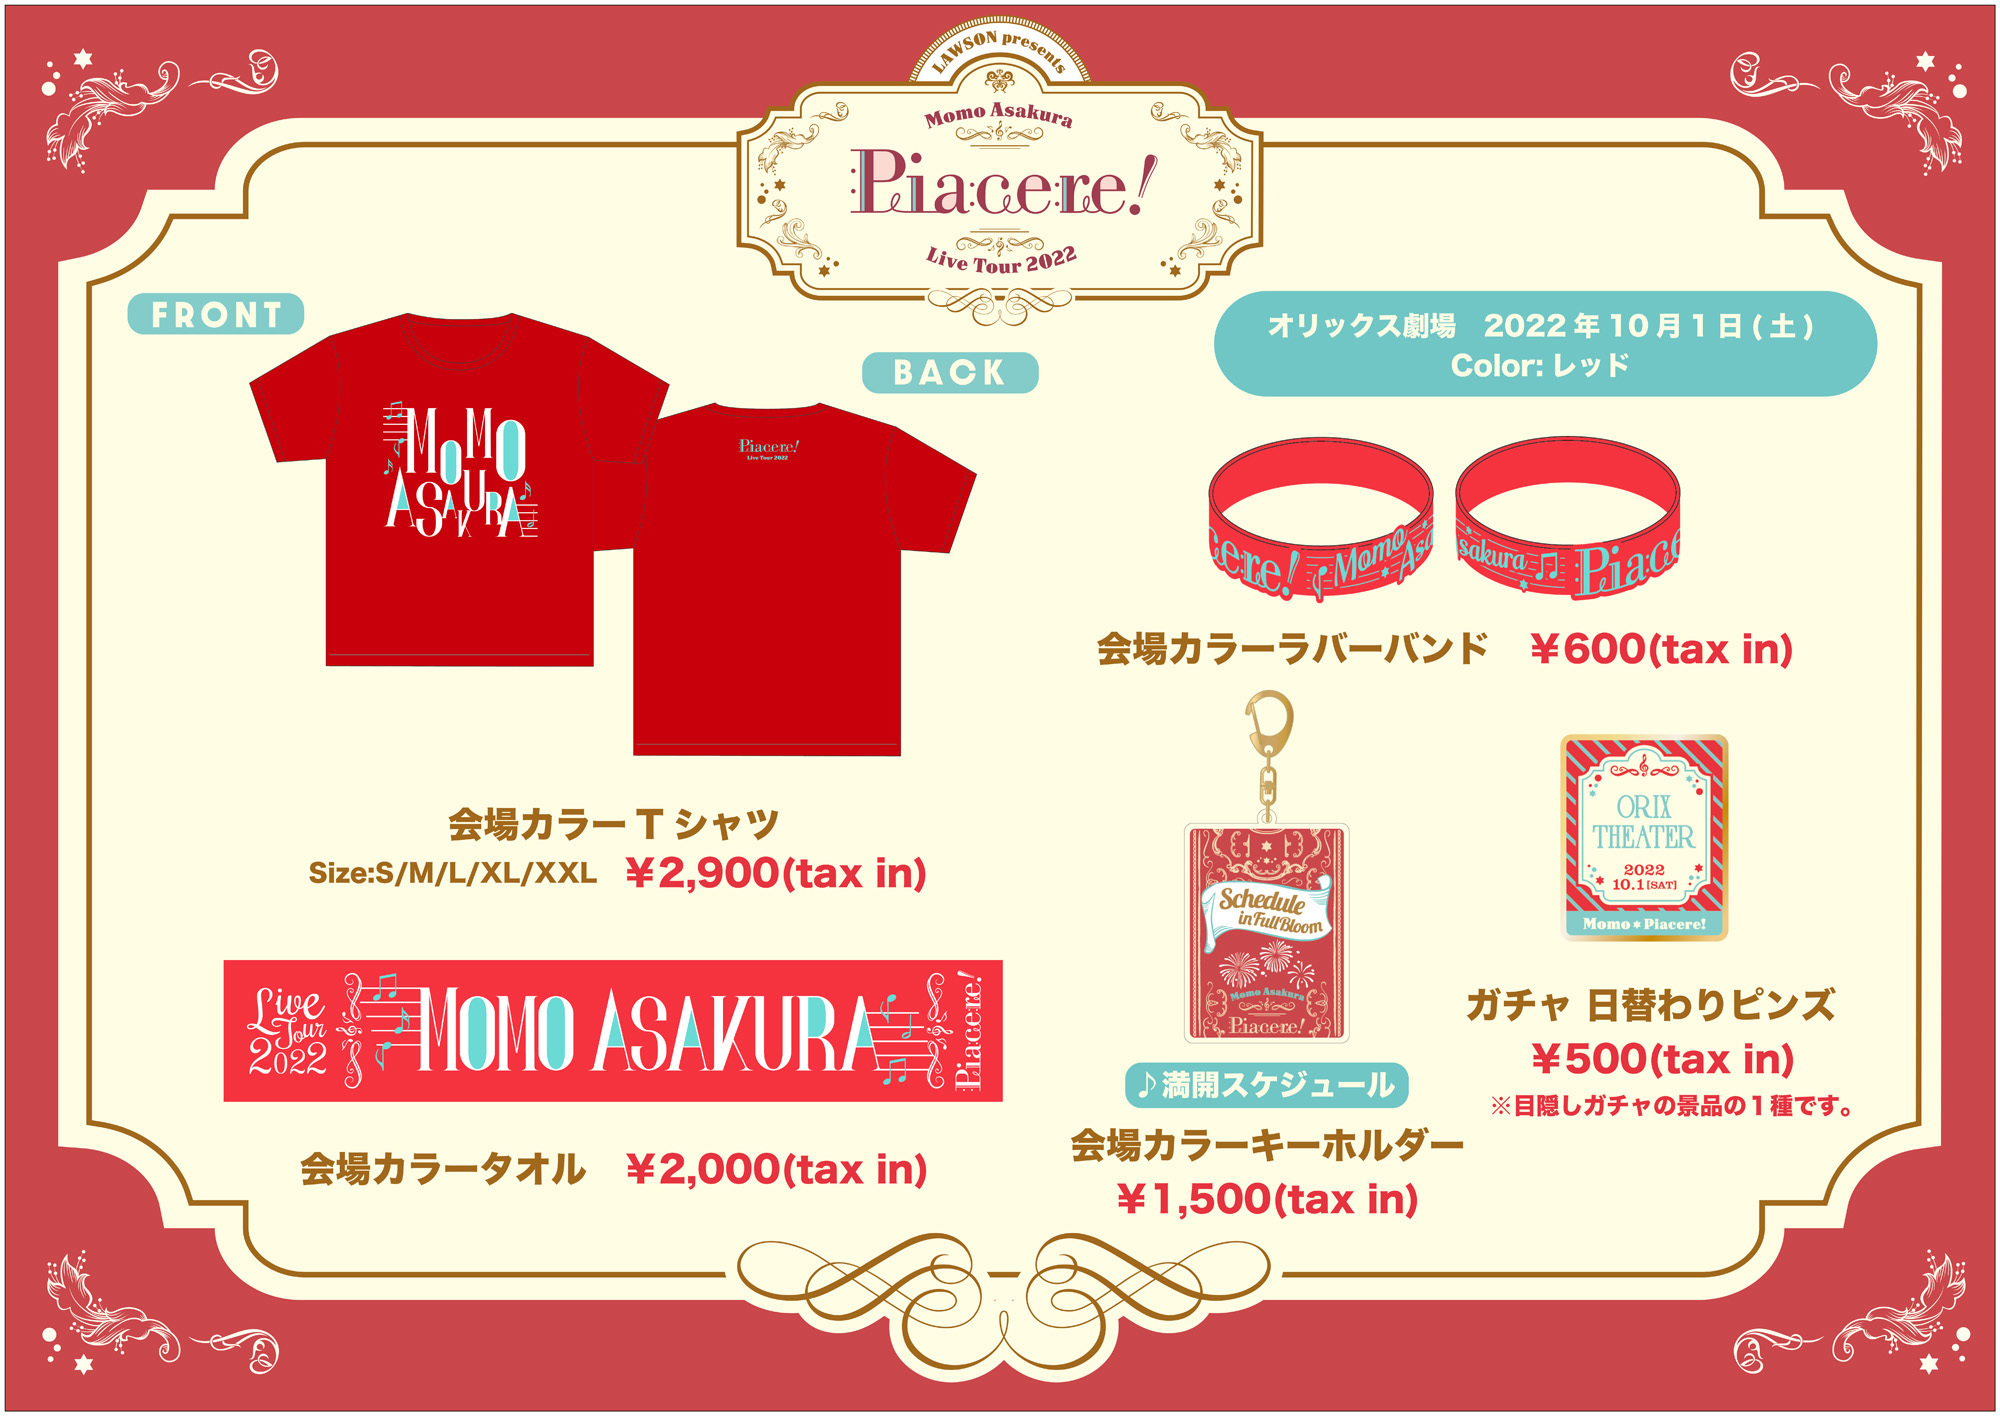 LAWSON presents
Momo Asakura
Piacere!
Live Tour 2022
FRONT
BACK
MOMO
ASAKURA
Piacere!
Live Tour 2022
オリックス劇場 2022年10月1日(土)
Color:レッド
cere! Momo Asa
sakura Piace
会場カラーラバーバンド ￥600(tax in)
会場カラーTシャツ
Size:S/M/L/XL/XXL ￥2,900(tax in)
Schedule
in Full Bloom
Momo Asakura
Piacere!
ORIX
THEATER
2022
10.1[SAT]
Momo＊Piacere!
Live
Tour
2022
MOMO ASAKURA
Piacere!
ガチャ 日替わりピンズ
￥500(tax in)
※目隠しガチャの景品の1種です。
♪満開スケジュール
会場カラーキーホルダー
￥1,500(tax in)
会場カラータオル ￥2,000(tax in)